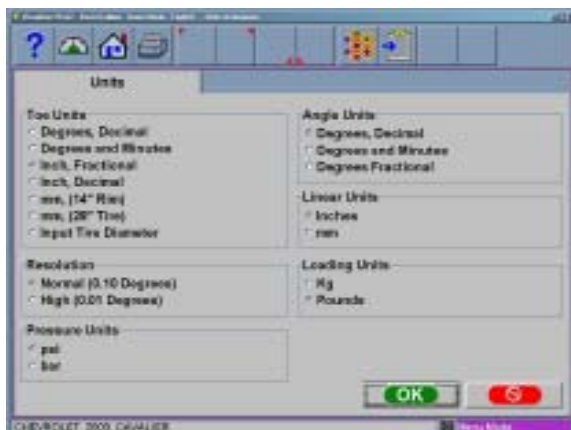 Units
Toe Units
Degrees, Decimal
Degrees and Minutes
Inch, Fractional
Inch, Decimal
mm, (14" Rim)
mm, (28" Tire)
Input Tire Diameter
Resolution
Normal (0.10 Degrees)
High (0.01 Degrees)
Pressure Units
psi
bar
Angle Units
Degrees, Decimal
Degrees and Minutes
Degrees Fractional
Linear Units
Inches
mm
Loading Units
Kg
Pounds
OK
CHEVROLET 2000 CAVALIER
Menu Mode